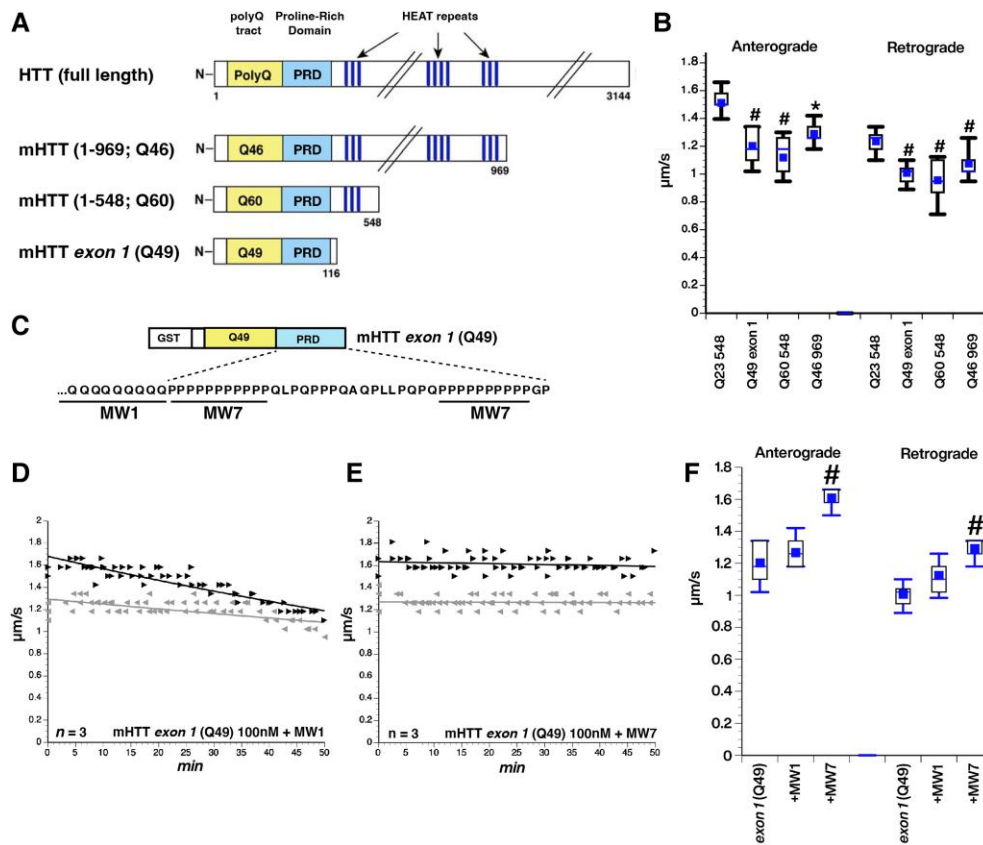 A
polyQ tract
Proline-Rich Domain
HEAT repeats
HTT (full length)
N–
PolyQ
PRD
1
3144
mHTT (1-969; Q46)
N–
Q46
PRD
969
mHTT (1-548; Q60)
N–
Q60
PRD
548
mHTT exon 1 (Q49)
N–
Q49
PRD
116
B
Anterograde
Retrograde
#
#
*
#
#
#
µm/s
1.8
1.6
1.4
1.2
1
0.8
0.6
0.4
0.2
0
Q23 548
Q49 exon 1
Q60 548
Q46 969
Q23 548
Q49 exon 1
Q60 548
Q46 969
C
GST
Q49
PRD
mHTT exon 1 (Q49)
...QQQQQQQQQPPPPPPPPPPPQLPQPPPQAQPLLPQPQPPPPPPPPPPGP
MW1
MW7
MW7
D
µm/s
2
1.8
1.6
1.4
1.2
1
0.8
0.6
0.4
0.2
0
n = 3
mHTT exon 1 (Q49) 100nM + MW1
0 5 10 15 20 25 30 35 40 45 50
min
E
µm/s
2
1.8
1.6
1.4
1.2
1
0.8
0.6
0.4
0.2
0
n = 3
mHTT exon 1 (Q49) 100nM + MW7
0 5 10 15 20 25 30 35 40 45 50
min
F
Anterograde
Retrograde
#
#
µm/s
1.8
1.6
1.4
1.2
1
0.8
0.6
0.4
0.2
0
exon 1 (Q49)
+MW1
+MW7
exon 1 (Q49)
+MW1
+MW7